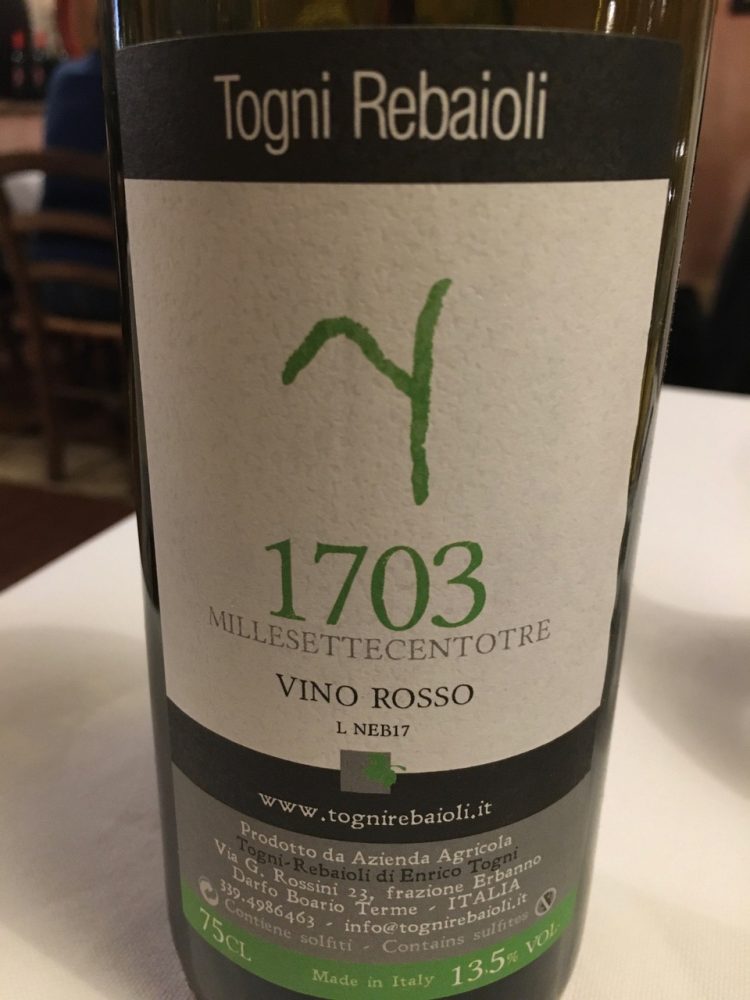 Togni Rebaioli
1703
MILLESETTECENTOTRE
VINO ROSSO
L NEB17
www.tognirebaioli.it
Prodotto da Azienda Agricola
Togni-Rebaioli di Enrico Togni
Via G. Rossini 23, frazione Erbanno
Darfo Boario Terme - ITALIA
339.4986463 - info@tognirebaioli.it
Contiene solfiti - Contains sulfites
75CL Made in Italy 13.5% VOL.